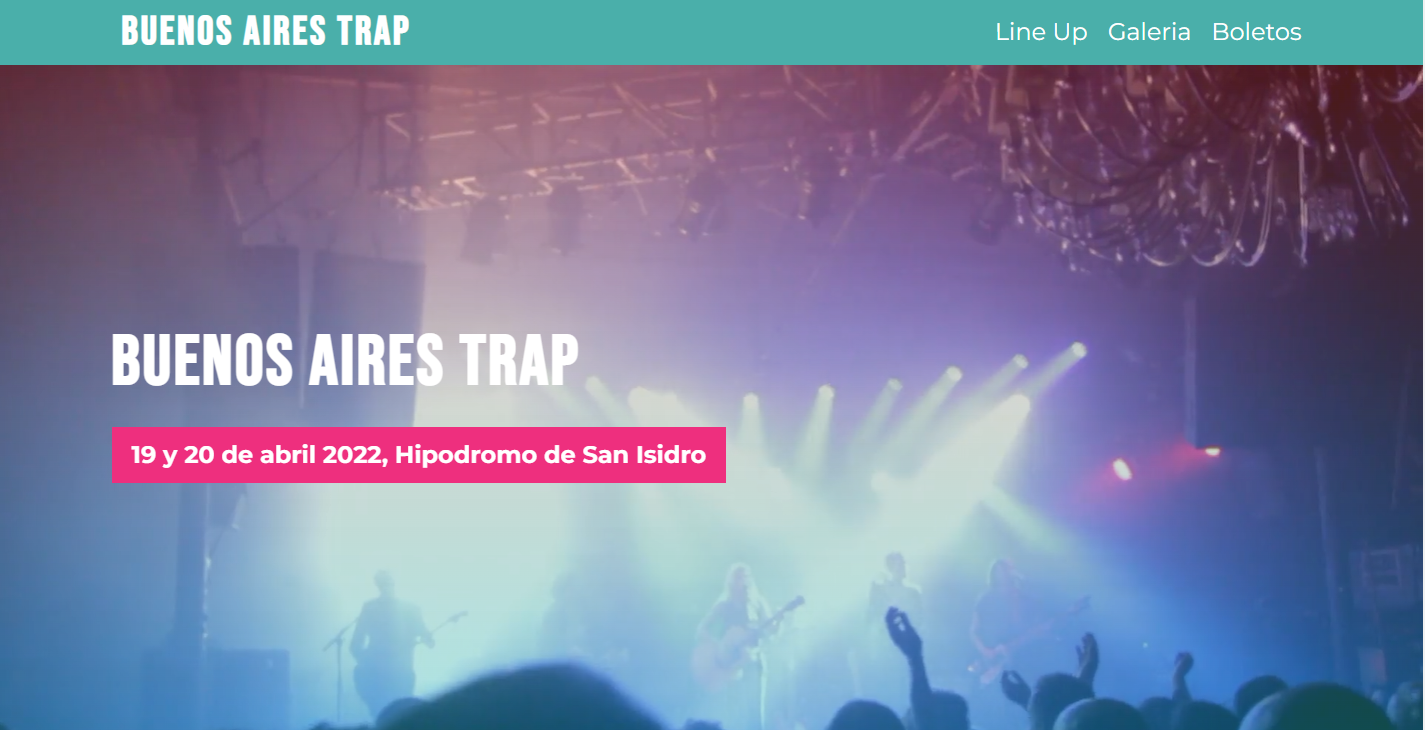 BUENOS AIRES TRAP
Line Up Galeria Boletos
BUENOS AIRES TRAP
19 y 20 de abril 2022, Hipodromo de San Isidro